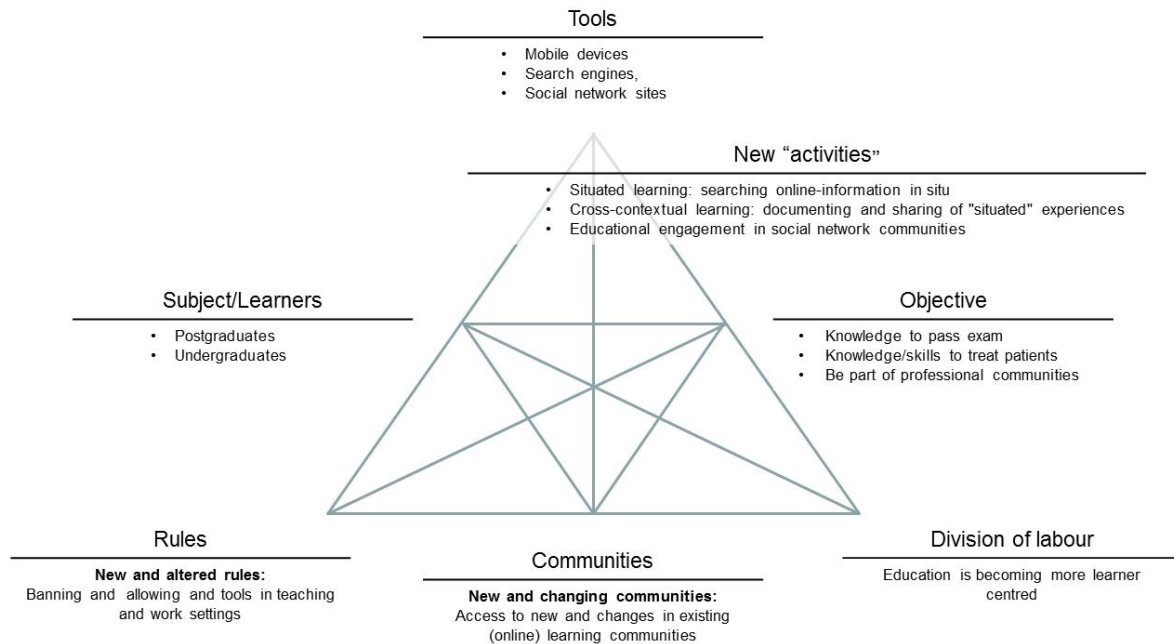 Tools
• Mobile devices
• Search engines,
• Social network sites
New “activities”
• Situated learning: searching online-information in situ
• Cross-contextual learning: documenting and sharing of "situated" experiences
• Educational engagement in social network communities
Subject/Learners
• Postgraduates
• Undergraduates
Objective
• Knowledge to pass exam
• Knowledge/skills to treat patients
• Be part of professional communities
Rules
New and altered rules:
Banning and allowing and tools in teaching
and work settings
Communities
New and changing communities:
Access to new and changes in existing
(online) learning communities
Division of labour
Education is becoming more learner
centred